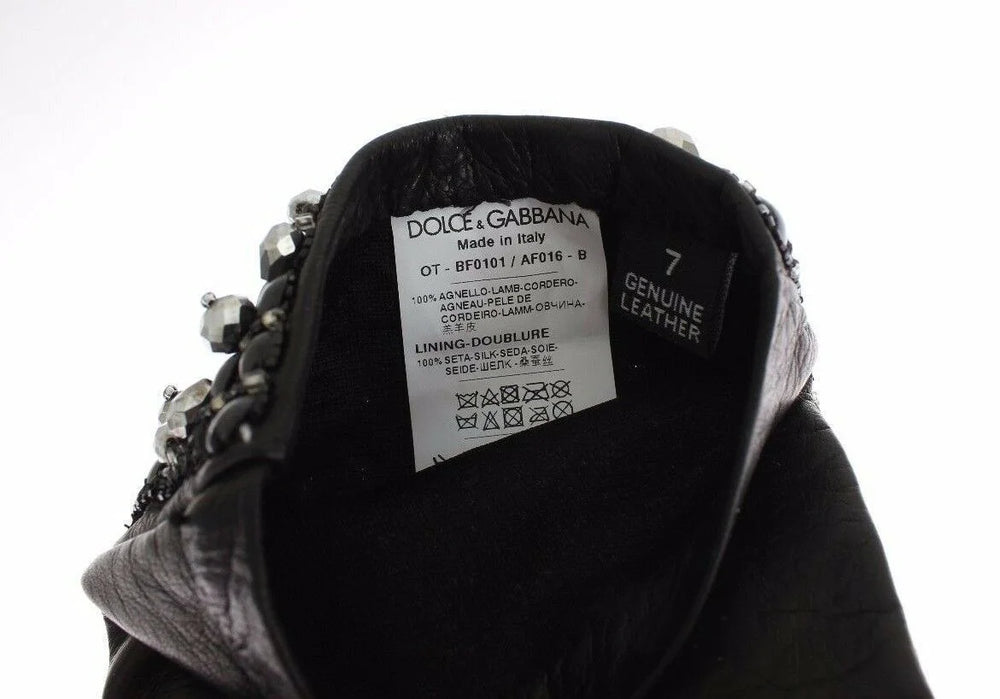 DOLCE & GABBANA
Made in Italy
OT - BF0101 / AF016 - B
100% AGNELLO-LAMB-CORDERO-
AGNEAU-PELE DE
CORDEIRO-LAMM-ОВЧИНА-
羔羊皮
LINING-DOUBLURE
100% SETA-SILK-SEDA-SOIE-
SEIDE-ШЕЛК-桑蚕丝
7
GENUINE
LEATHER